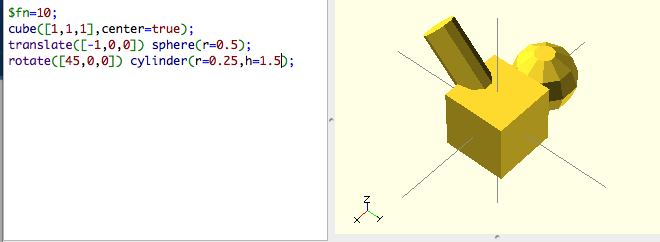 $fn=10;
cube([1,1,1],center=true);
translate([-1,0,0]) sphere(r=0.5);
rotate([45,0,0]) cylinder(r=0.25,h=1.5);
Z
X
Y